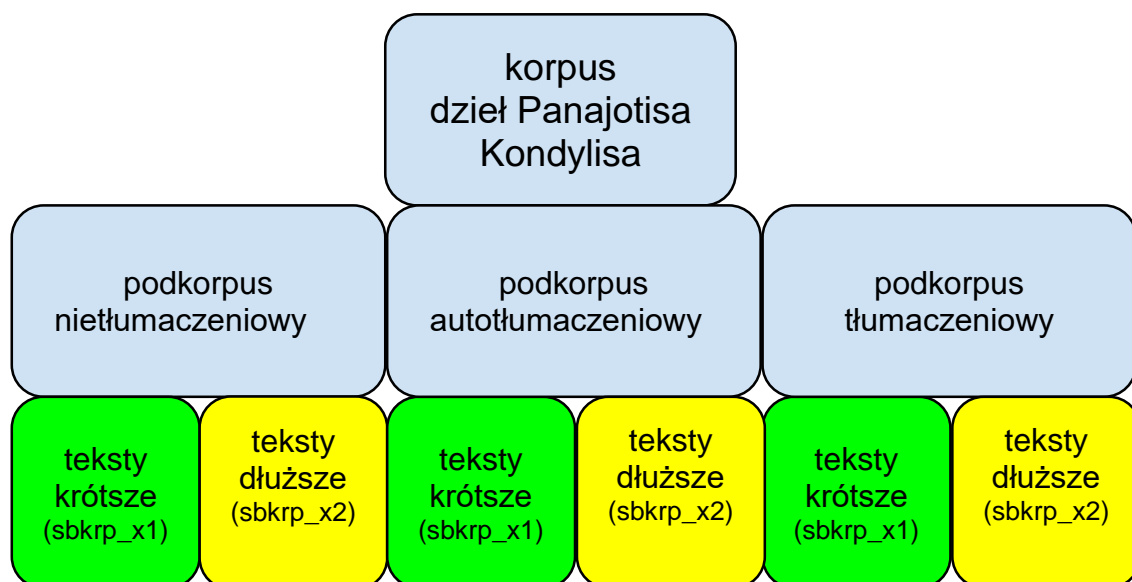 korpus
dzieł Panajotisa
Kondylisa
podkorpus
nietłumaczeniowy
podkorpus
autotłumaczeniowy
podkorpus
tłumaczeniowy
teksty
krótsze
(sbkrp_x1)
teksty
dłuższe
(sbkrp_x2)
teksty
krótsze
(sbkrp_x1)
teksty
dłuższe
(sbkrp_x2)
teksty
krótsze
(sbkrp_x1)
teksty
dłuższe
(sbkrp_x2)